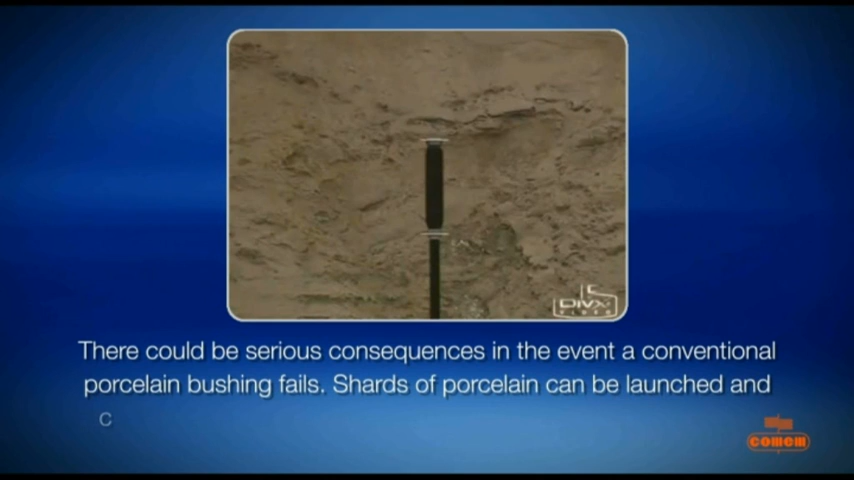 DIVX
VIDEO
There could be serious consequences in the event a conventional
porcelain bushing fails. Shards of porcelain can be launched and
C
comem